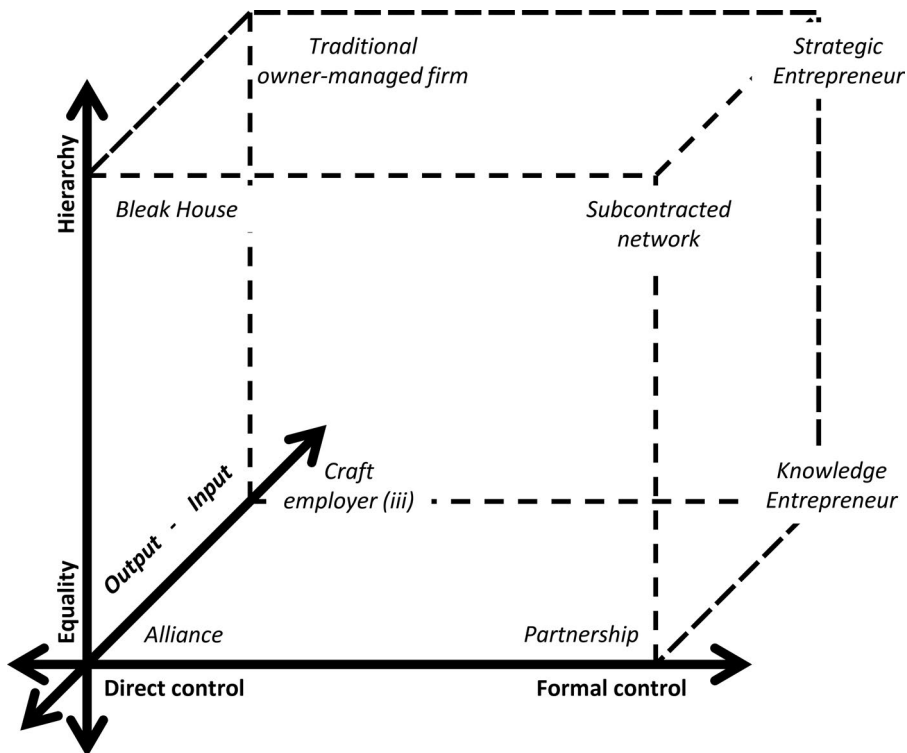 Traditional
owner-managed firm
Strategic
Entrepreneur
Hierarchy
Bleak House
Subcontracted
network
Output - Input
Craft
employer (iii)
Knowledge
Entrepreneur
Equality
Alliance
Partnership
Direct control
Formal control